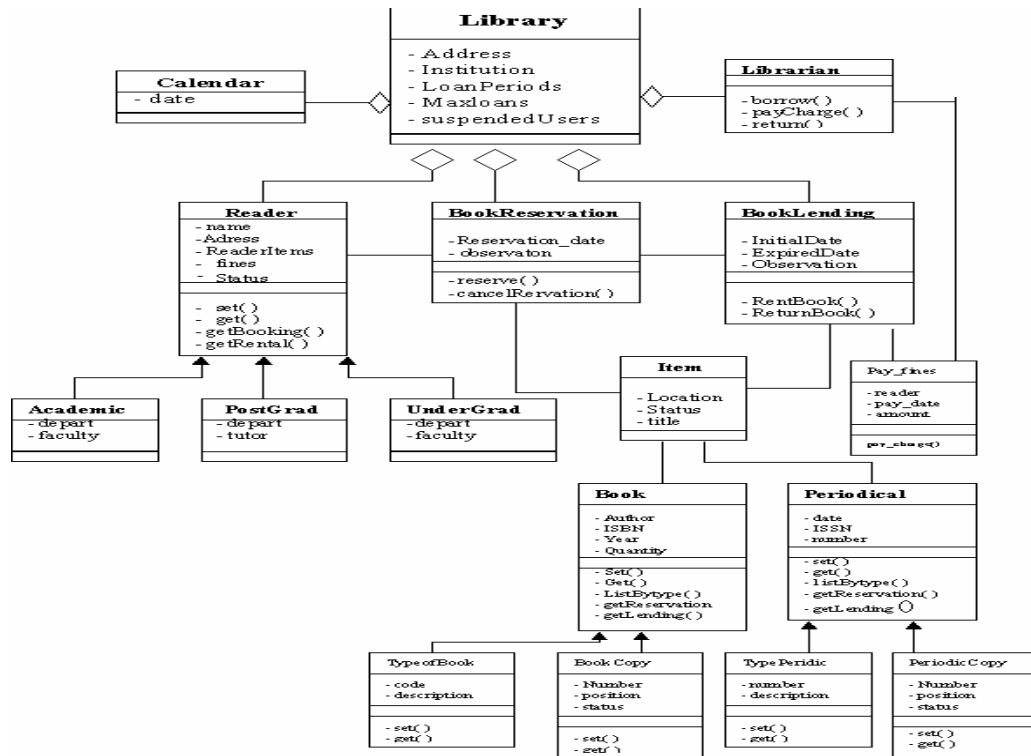 Library
- Address
- Institution
- LoanPeriods
- Maxloans
- suspendedUsers
Calendar
- date
Librarian
- borrow()
- payCharge()
- return()
Reader
- name
- Adress
- ReaderItems
- fines
- Status
- set()
- get()
- getBooking()
- getRental()
BookReservation
- Reservation_date
- observaton
- reserve()
- cancelRervation()
BookLending
- InitialDate
- ExpiredDate
- Observation
- RentBook()
- ReturnBook()
Item
- Location
- Status
- title
Pay_fines
- reader
- pay_date
- amount
pay_charge()
Academic
- depart
- faculty
PostGrad
- depart
- tutor
UnderGrad
- depart
- faculty
Book
- Author
- ISBN
- Year
- Quantity
- Set()
- Get()
- ListBytype()
- getReservation
- getLending()
Periodical
- date
- ISSN
- number
- set()
- get()
- listBytype()
- getReservation()
- getLending ()
TypeofBook
- code
- description
- set()
- get()
Book Copy
- Number
- position
- status
- set()
- get()
TypePeridic
- number
- description
- set()
- get()
Periodic Copy
- Number
- position
- status
- set()
- get()